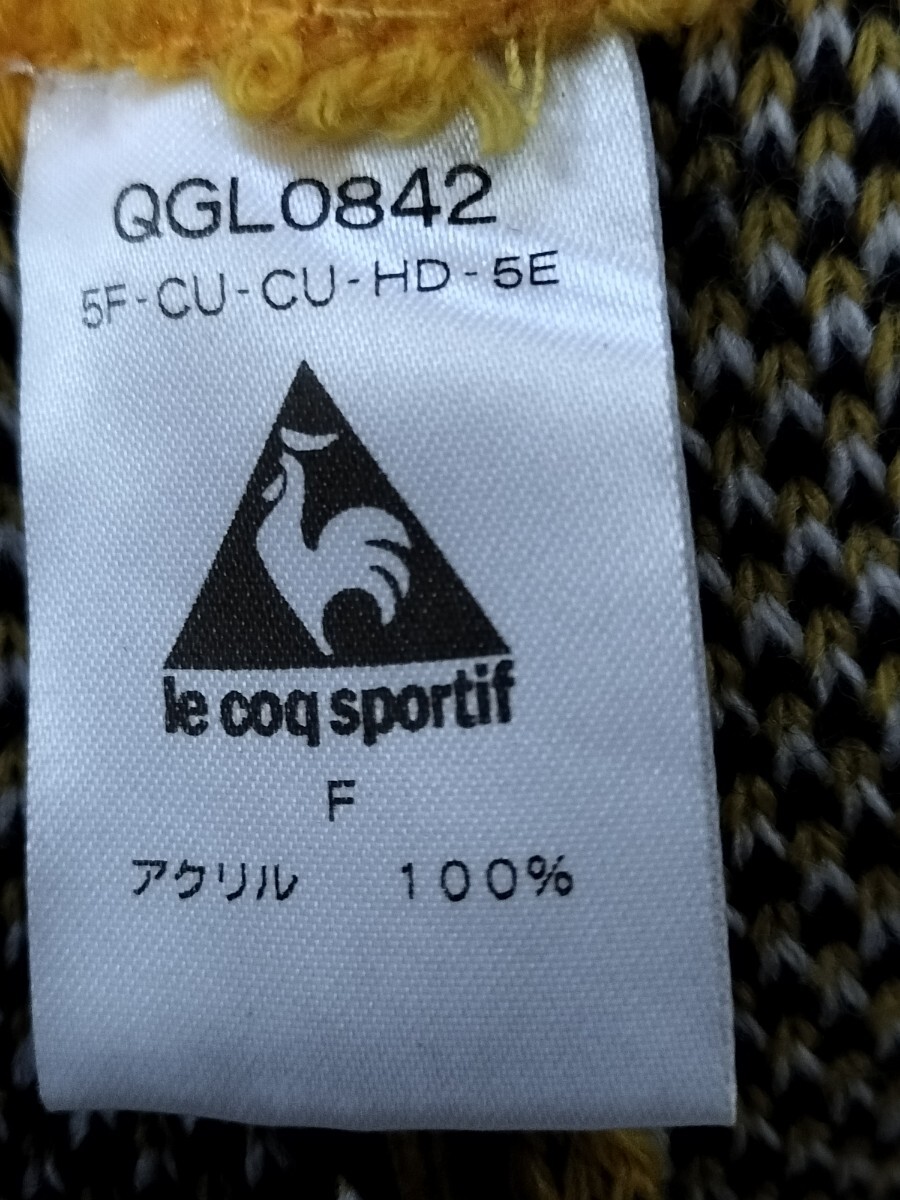 QGL0842
5F-CU-CU-HD-5E
le coq sportif
F
アクリル 100%